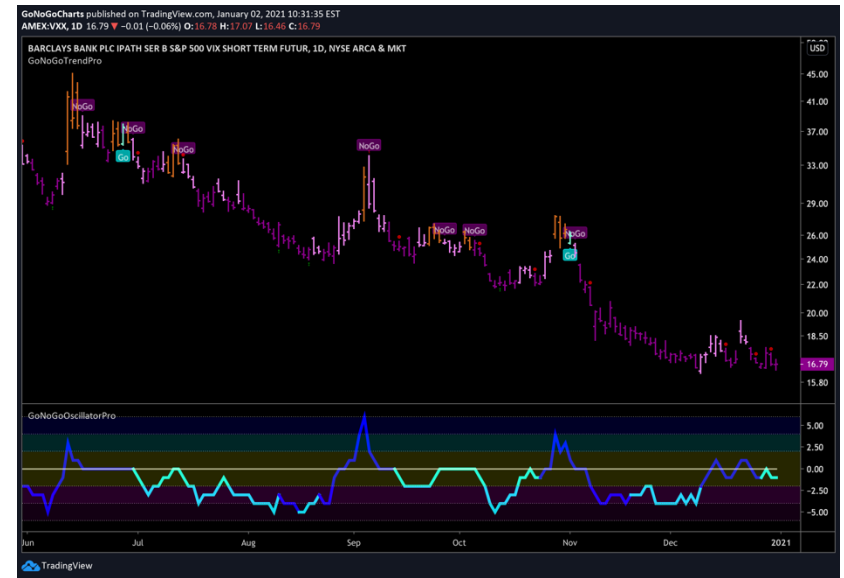 GoNoGoCharts published on TradingView.com, January 02, 2021 10:31:35 EST
AMEX:VXX, 1D 16.79 ▼ −0.01 (−0.06%) O:16.78 H:17.07 L:16.46 C:16.79
BARCLAYS BANK PLC IPATH SER B S&P 500 VIX SHORT TERM FUTUR, 1D, NYSE ARCA & MKT
GoNoGoTrendPro
USD
45.00
NoGo
41.00
NoGo
37.00
NoGo
NoGo
Go
33.00
29.00
NoGo NoGo
NoGo
26.00
Go
24.00
22.00
20.00
18.50
16.79
15.80
GoNoGoOscillatorPro
5.00
2.50
0.00
−2.50
−5.00
Jun Jul Aug Sep Oct Nov Dec 2021
TradingView